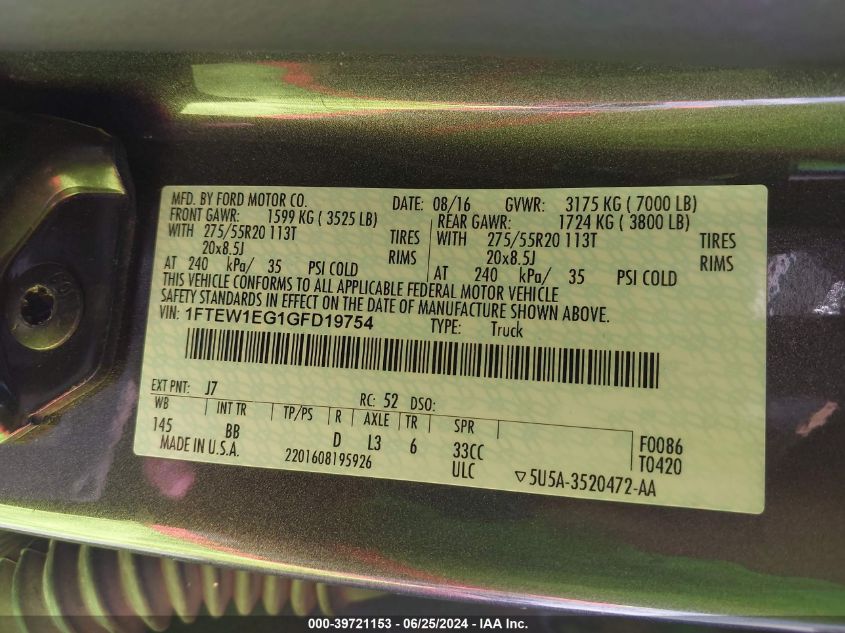 MFD. BY FORD MOTOR CO. DATE: 08/16 GVWR: 3175 KG ( 7000 LB)
FRONT GAWR: 1599 KG ( 3525 LB) REAR GAWR: 1724 KG ( 3800 LB)
WITH 275/55R20 113T TIRES WITH 275/55R20 113T TIRES
20x8.5J RIMS 20x8.5J RIMS
AT 240 kPa/ 35 PSI COLD AT 240 kPa/ 35 PSI COLD
THIS VEHICLE CONFORMS TO ALL APPLICABLE FEDERAL MOTOR VEHICLE
SAFETY STANDARDS IN EFFECT ON THE DATE OF MANUFACTURE SHOWN ABOVE.
VIN: 1FTEW1EG1GFD19754 TYPE: Truck
EXT PNT: J7 RC: 52 DSO:
WB INT TR TP/PS R AXLE TR SPR
145 BB D L3 6 33CC F0086
MADE IN U.S.A. 2201608195926 ULC T0420
▽5U5A-3520472-AA
000-39721153 - 06/25/2024 - © IAA Inc.